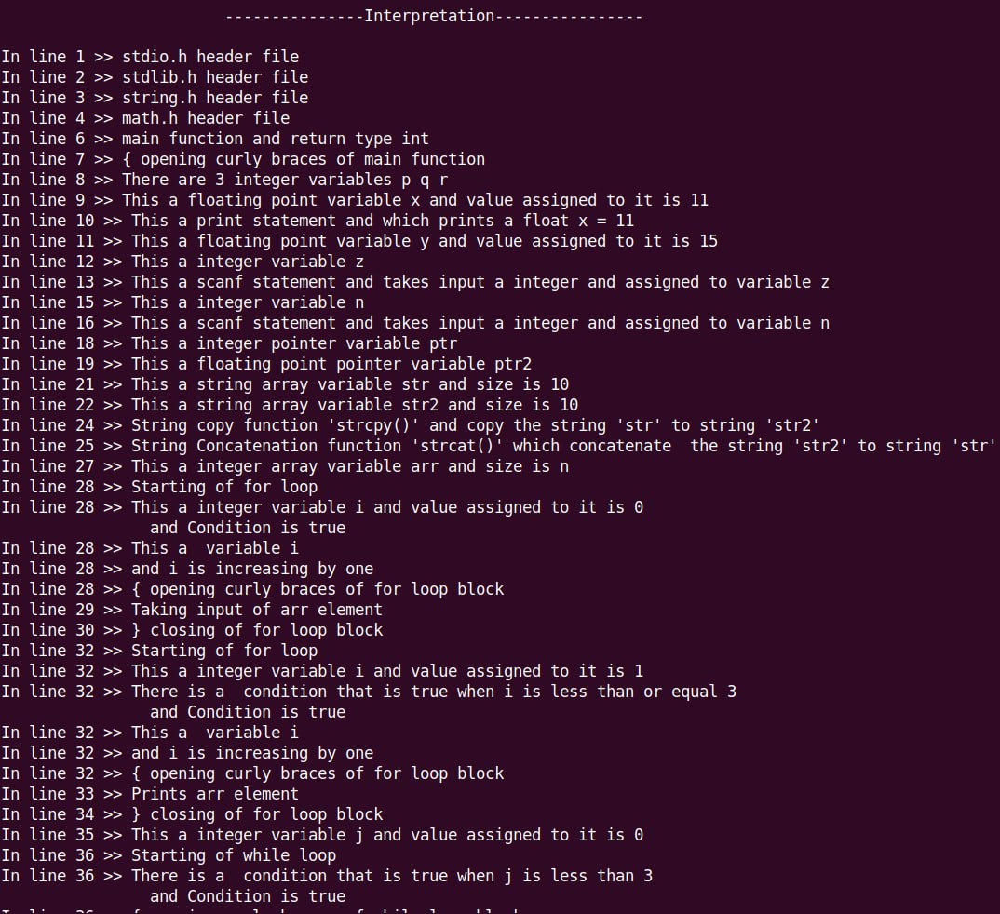 ---------------Interpretation----------------
In line 1 >> stdio.h header file
In line 2 >> stdlib.h header file
In line 3 >> string.h header file
In line 4 >> math.h header file
In line 6 >> main function and return type int
In line 7 >> { opening curly braces of main function
In line 8 >> There are 3 integer variables p q r
In line 9 >> This a floating point variable x and value assigned to it is 11
In line 10 >> This a print statement and which prints a float x = 11
In line 11 >> This a floating point variable y and value assigned to it is 15
In line 12 >> This a integer variable z
In line 13 >> This a scanf statement and takes input a integer and assigned to variable z
In line 15 >> This a integer variable n
In line 16 >> This a scanf statement and takes input a integer and assigned to variable n
In line 18 >> This a integer pointer variable ptr
In line 19 >> This a floating point pointer variable ptr2
In line 21 >> This a string array variable str and size is 10
In line 22 >> This a string array variable str2 and size is 10
In line 24 >> String copy function 'strcpy()' and copy the string 'str' to string 'str2'
In line 25 >> String Concatenation function 'strcat()' which concatenate  the string 'str2' to string 'str'
In line 27 >> This a integer array variable arr and size is n
In line 28 >> Starting of for loop
In line 28 >> This a integer variable i and value assigned to it is 0
and Condition is true
In line 28 >> This a  variable i
In line 28 >> and i is increasing by one
In line 28 >> { opening curly braces of for loop block
In line 29 >> Taking input of arr element
In line 30 >> } closing of for loop block
In line 32 >> Starting of for loop
In line 32 >> This a integer variable i and value assigned to it is 1
In line 32 >> There is a  condition that is true when i is less than or equal 3
and Condition is true
In line 32 >> This a  variable i
In line 32 >> and i is increasing by one
In line 32 >> { opening curly braces of for loop block
In line 33 >> Prints arr element
In line 34 >> } closing of for loop block
In line 35 >> This a integer variable j and value assigned to it is 0
In line 36 >> Starting of while loop
In line 36 >> There is a  condition that is true when j is less than 3
and Condition is true